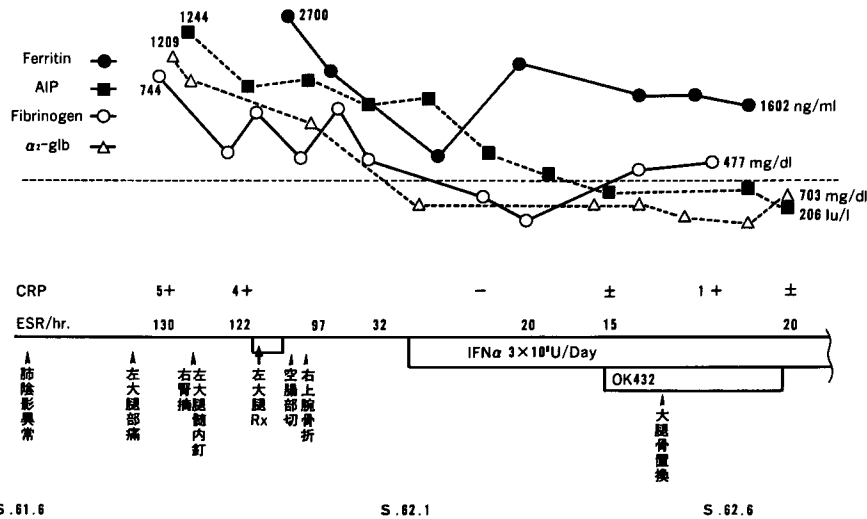 1244
2700
1209
Ferritin
AIP
744
Fibrinogen
α₂-glb
1602 ng/ml
477 mg/dl
703 mg/dl
206 Iu/l
CRP 5+ 4+ − ± 1+ ±
ESR/hr. 130 122 97 32 20 15 20
IFNα 3×10⁶U/Day
OK432
肺陰影異常
左大腿部痛
右腎摘
左大腿髄内釘
左大腿Rx
空腸部切
右上腕骨折
大腿骨置換
S.61.6
S.62.1
S.62.6